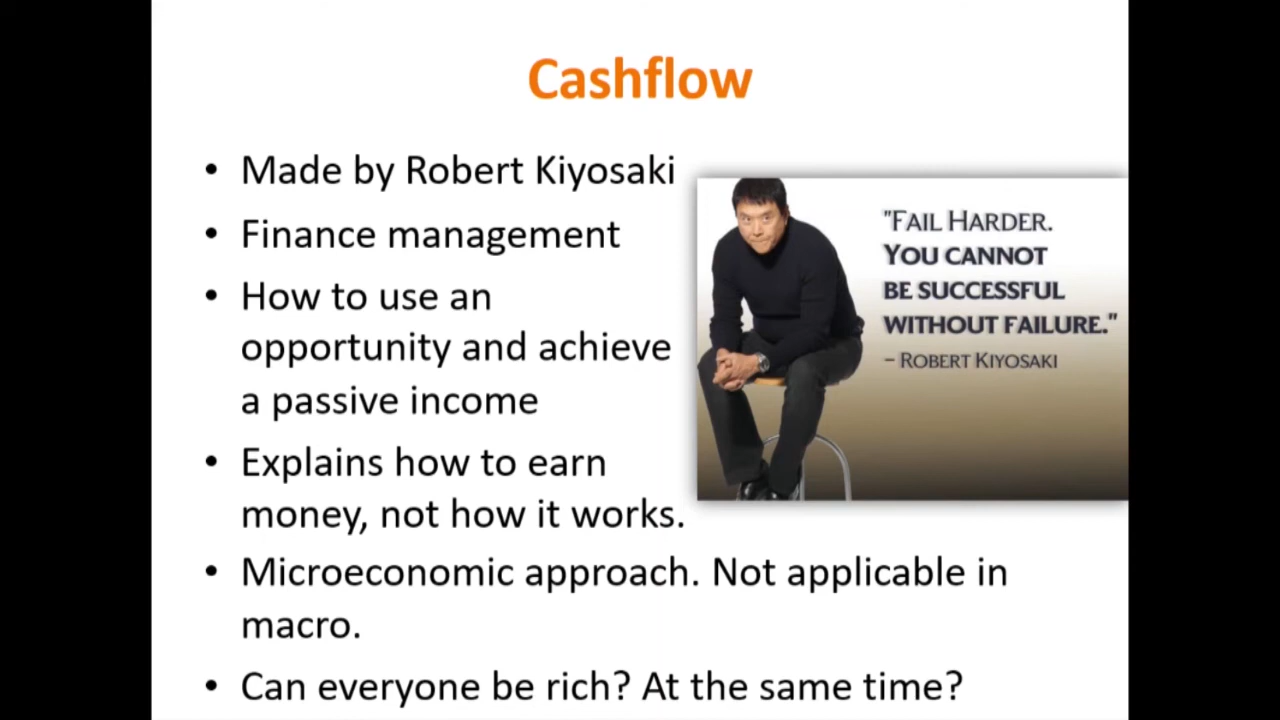 Cashflow
• Made by Robert Kiyosaki
• Finance management
• How to use an
opportunity and achieve
a passive income
• Explains how to earn
money, not how it works.
• Microeconomic approach. Not applicable in
macro.
• Can everyone be rich? At the same time?
"FAIL HARDER.
YOU CANNOT
BE SUCCESSFUL
WITHOUT FAILURE."
– ROBERT KIYOSAKI